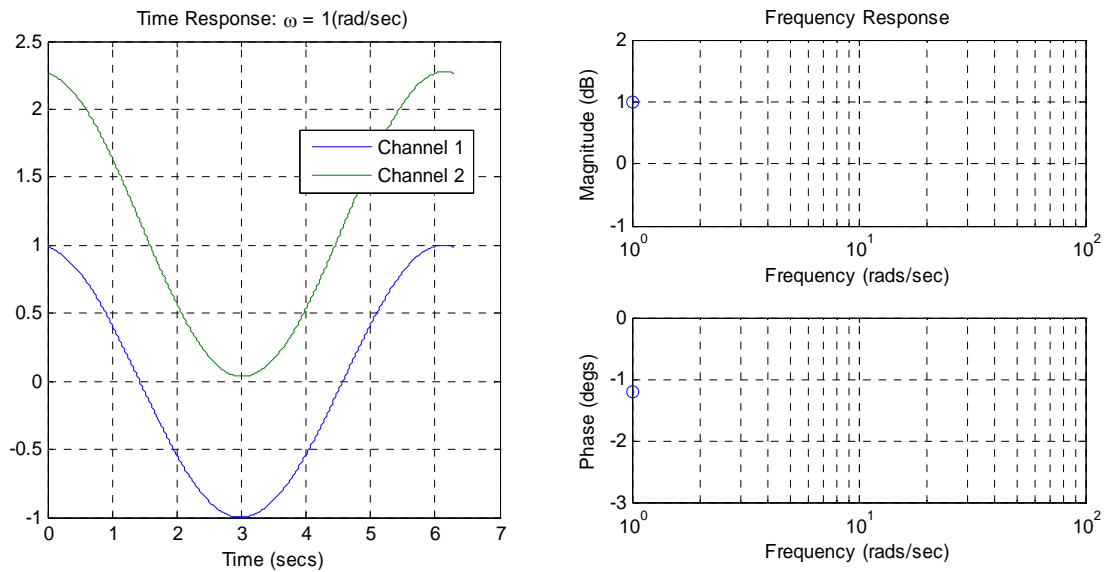 Time Response: ω = 1(rad/sec)
2.5
2
1.5
1
0.5
0
-0.5
-1
0 1 2 3 4 5 6 7
Time (secs)
Channel 1
Channel 2
Frequency Response
Magnitude (dB)
2
1
0
-1
10^0 10^1 10^2
Frequency (rads/sec)
Phase (degs)
0
-1
-2
-3
10^0 10^1 10^2
Frequency (rads/sec)